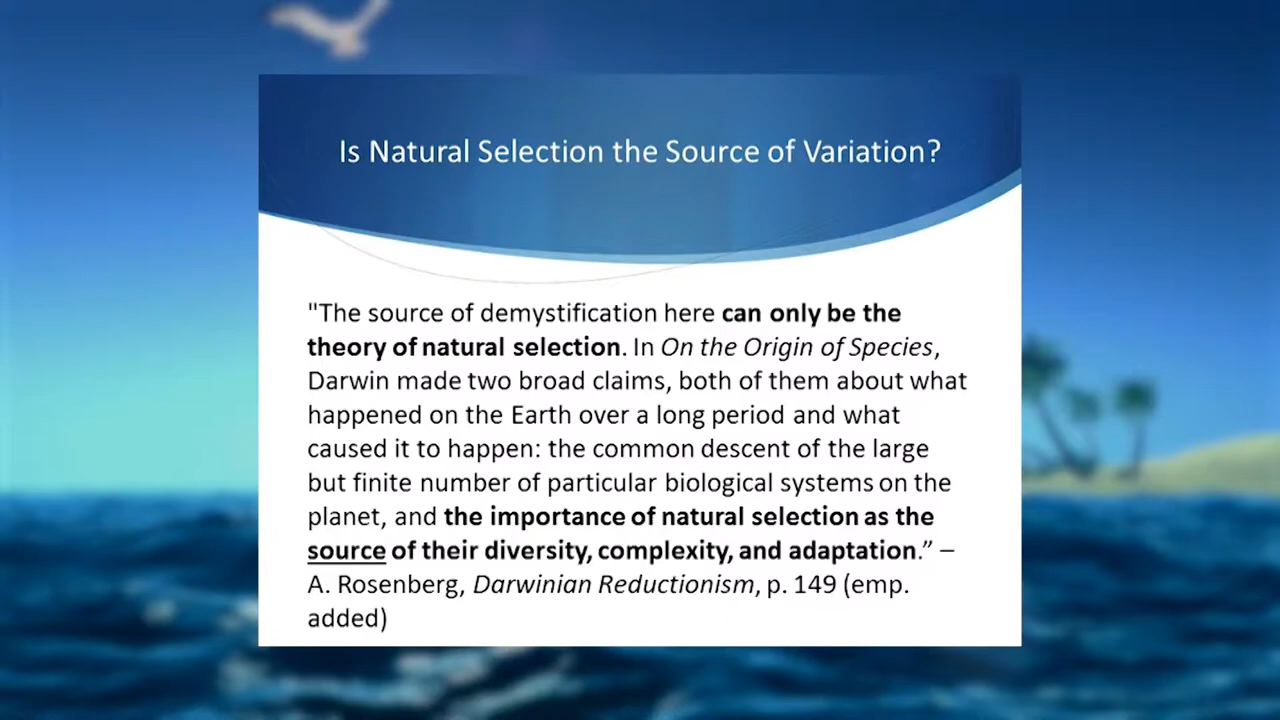 Is Natural Selection the Source of Variation?
"The source of demystification here can only be the
theory of natural selection. In On the Origin of Species,
Darwin made two broad claims, both of them about what
happened on the Earth over a long period and what
caused it to happen: the common descent of the large
but finite number of particular biological systems on the
planet, and the importance of natural selection as the
source of their diversity, complexity, and adaptation.” –
A. Rosenberg, Darwinian Reductionism, p. 149 (emp.
added)